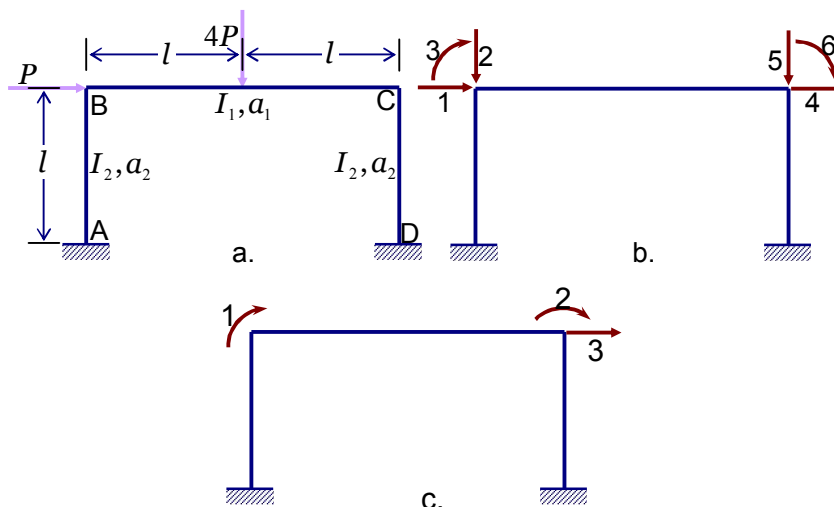 l 4P l
P
B C
I₁, a₁
l I₂, a₂ I₂, a₂
A D
a.
3 2 5 6
1 4
b.
1 2
3
c.